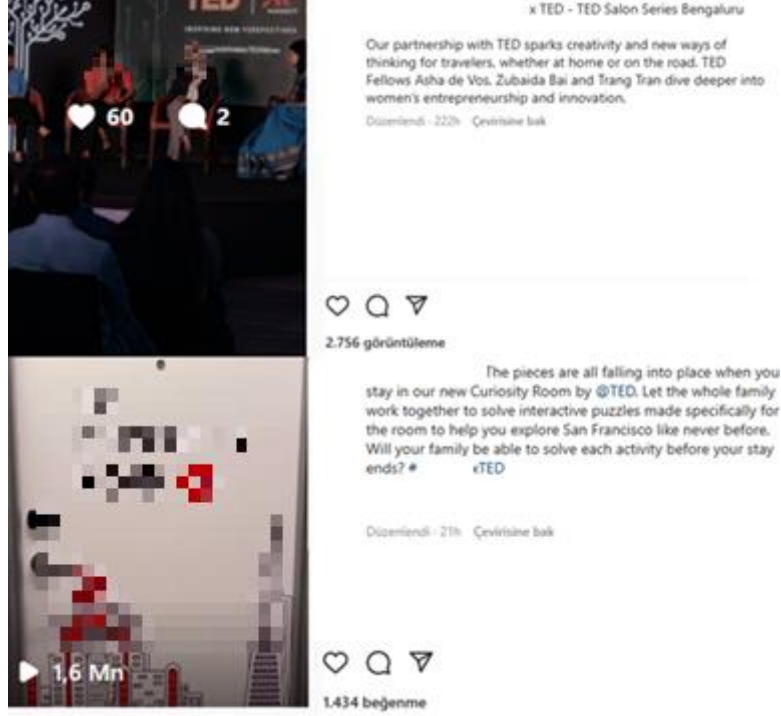 TED
INSPIRING NEW PERSPECTIVES
60
2
x TED - TED Salon Series Bengaluru
Our partnership with TED sparks creativity and new ways of
thinking for travelers, whether at home or on the road. TED
Fellows Asha de Vos, Zubaida Bai and Trang Tran dive deeper into
women's entrepreneurship and innovation.
Düzenlendi · 222h Çevirisine bak
2.756 görüntüleme
1,6 Mn
The pieces are all falling into place when you
stay in our new Curiosity Room by @TED. Let the whole family
work together to solve interactive puzzles made specifically for
the room to help you explore San Francisco like never before.
Will your family be able to solve each activity before your stay
ends? # xTED
Düzenlendi · 21h Çevirisine bak
1.434 beğenme